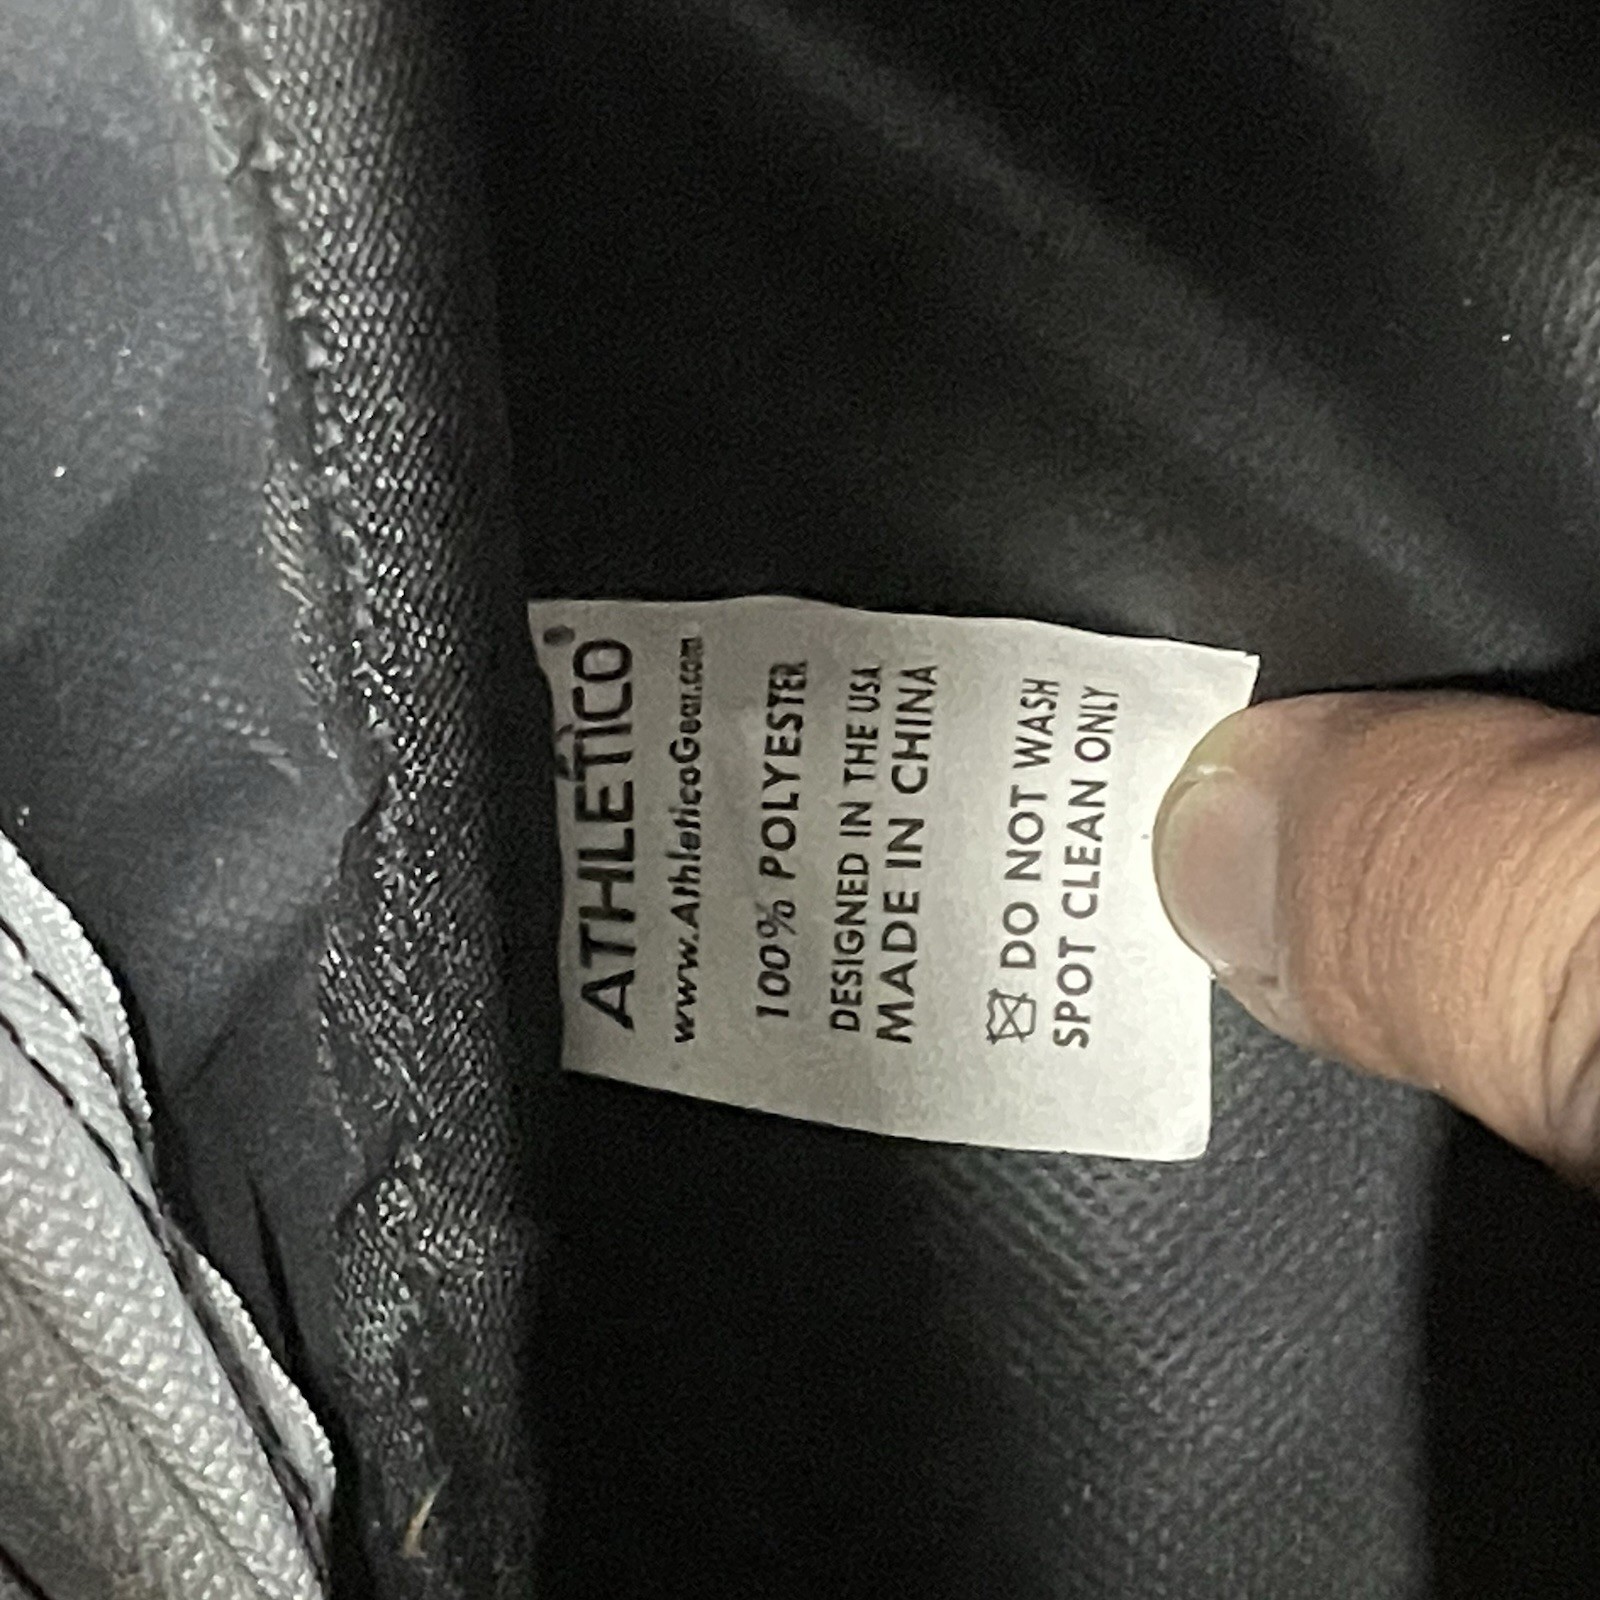 ATHLETICO®
www.AthleticoGear.com
100% POLYESTER
DESIGNED IN THE USA
MADE IN CHINA
DO NOT WASH
SPOT CLEAN ONLY